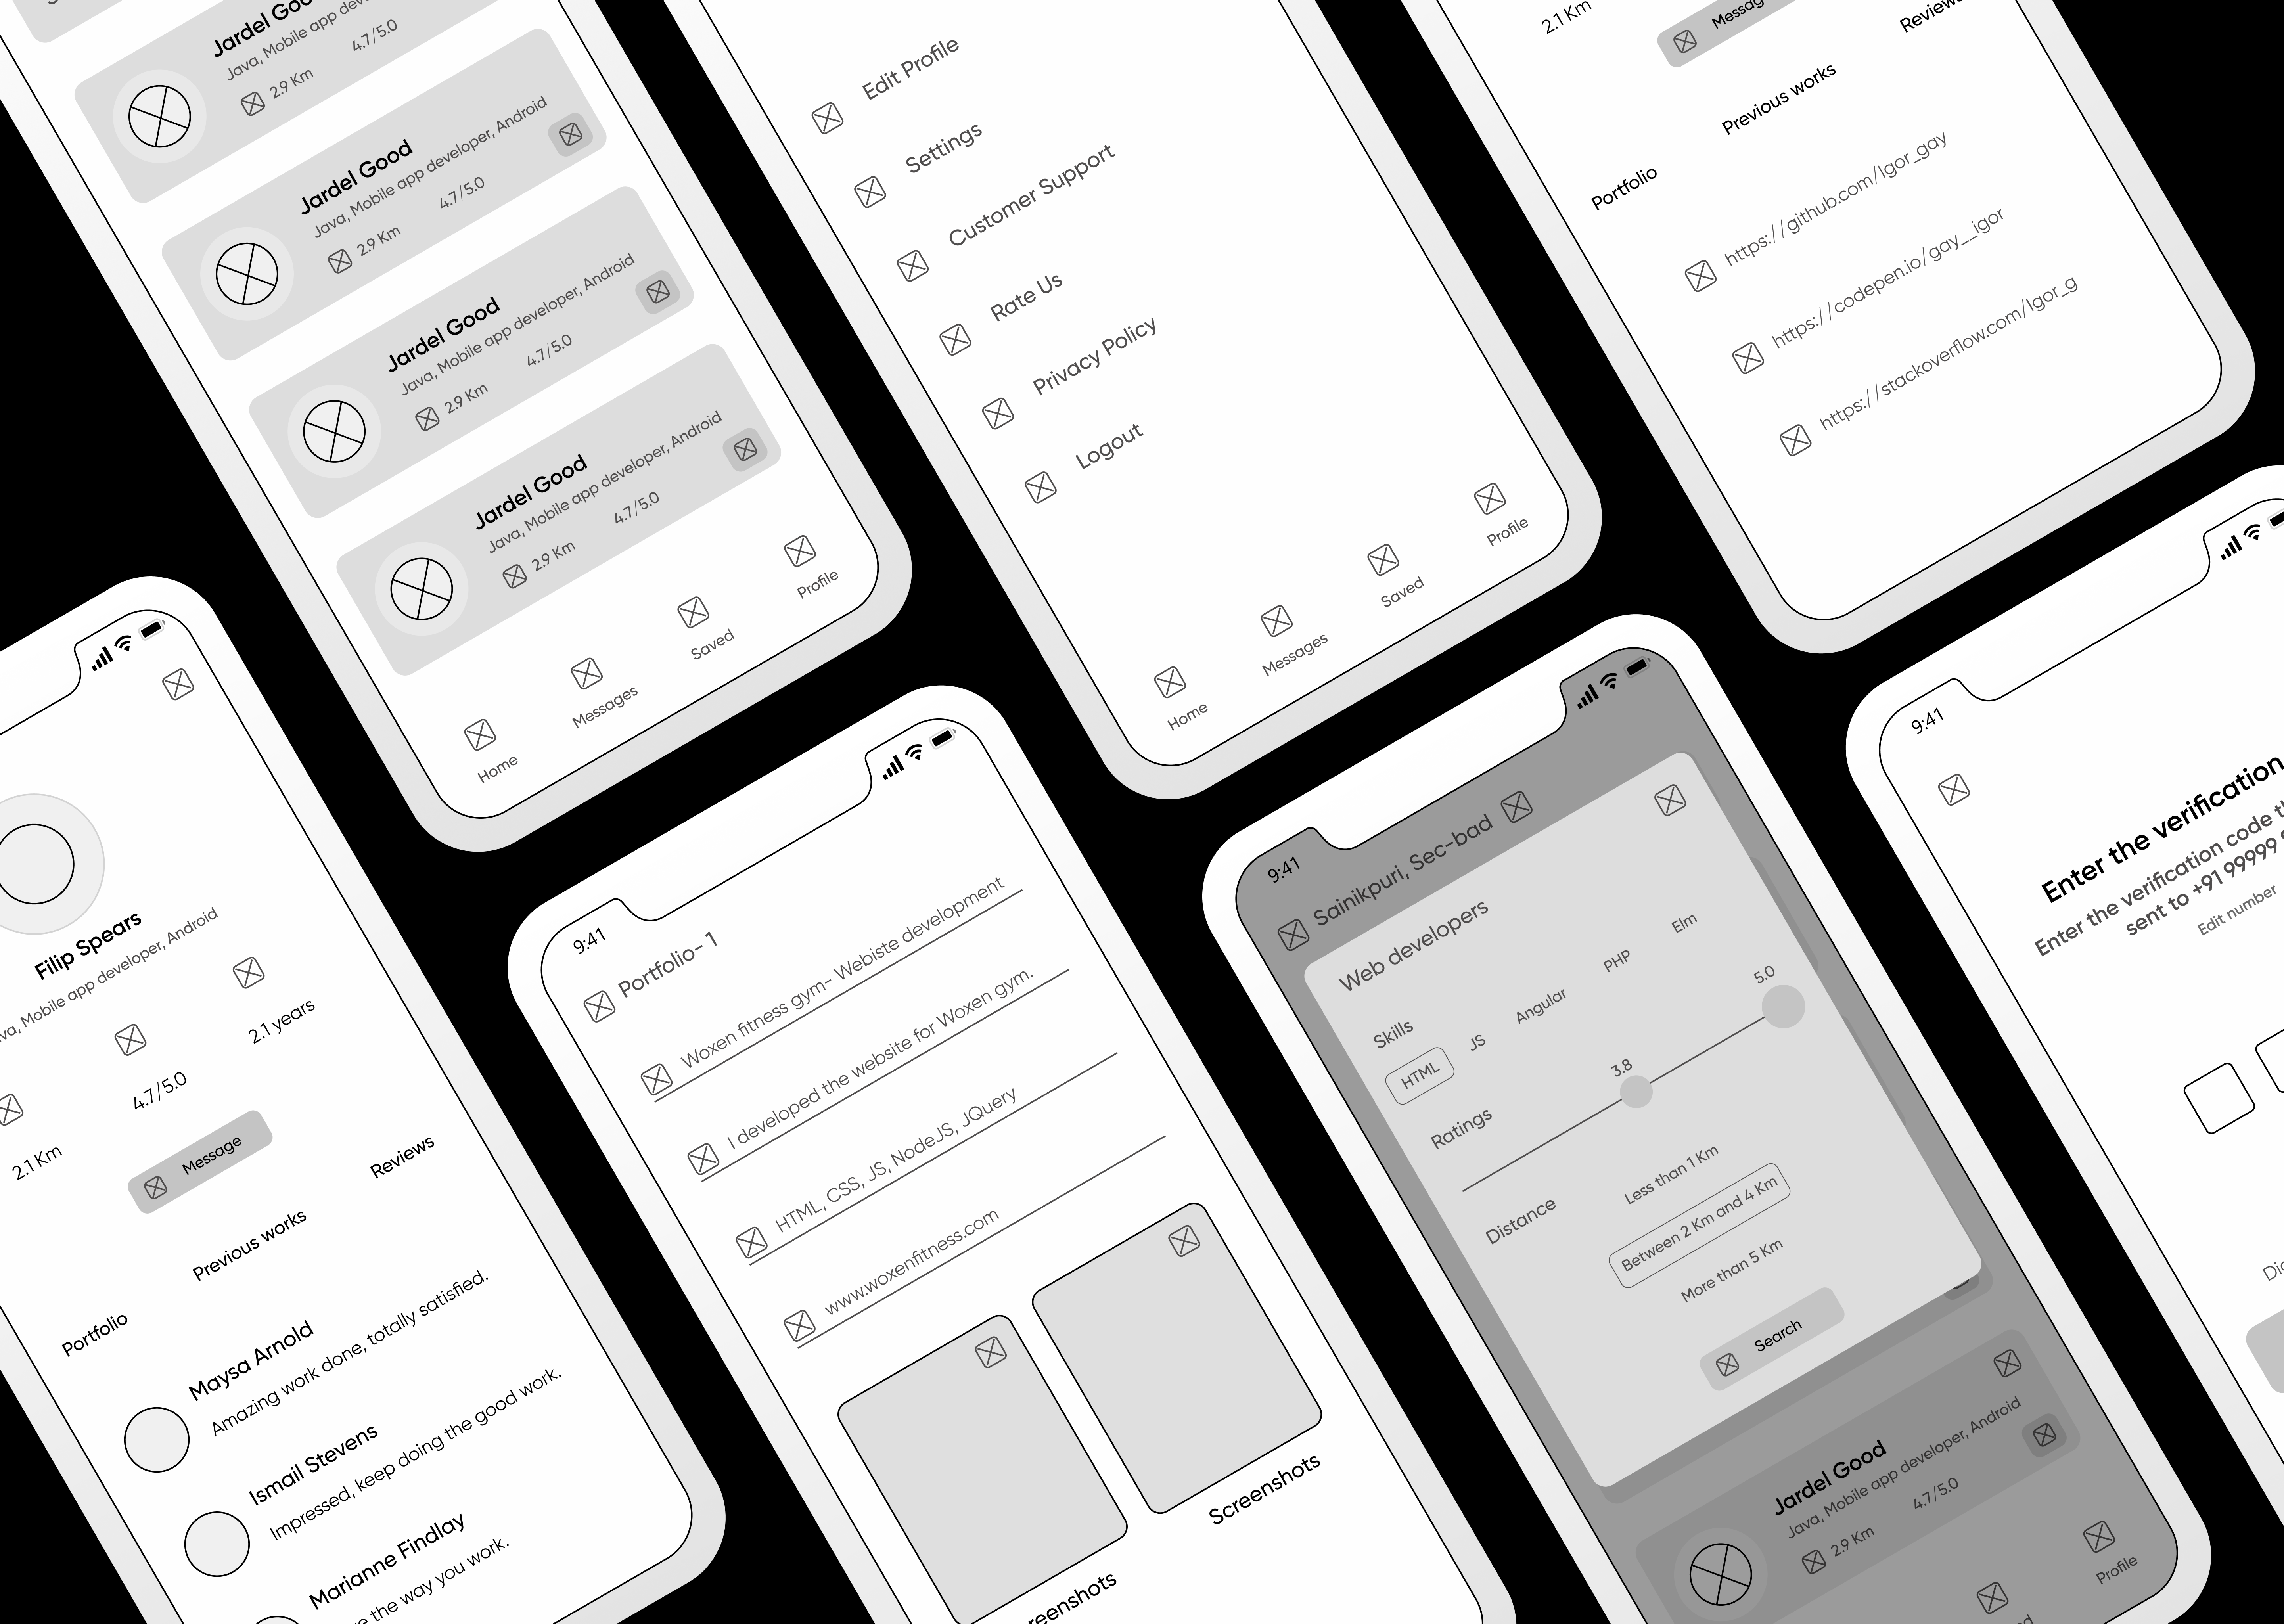 Jardel Goo
Java, Mobile app dev
2.9 Km
4.7/5.0
Jardel Good
Java, Mobile app developer, Android
2.9 Km
4.7/5.0
Jardel Good
Java, Mobile app developer, Android
2.9 Km
4.7/5.0
Jardel Good
Java, Mobile app developer, Android
2.9 Km
4.7/5.0
Home
Messages
Saved
Profile
Edit Profile
Settings
Customer Support
Rate Us
Privacy Policy
Logout
Home
Messages
Saved
Profile
2.1 Km
Messag
Portfolio
Previous works
Reviews
https://github.com/Igor_gay
https://codepen.io/gay__igor
https://stackoverflow.com/Igor_g
Filip Spears
va, Mobile app developer, Android
2.1 Km
4.7/5.0
2.1 years
Message
Portfolio
Previous works
Reviews
Maysa Arnold
Amazing work done, totally satisfied.
Ismail Stevens
Impressed, keep doing the good work.
Marianne Findlay
e the way you work.
9:41
Portfolio- 1
Woxen fitness gym- Webiste development
I developed the website for Woxen gym.
HTML, CSS, JS, NodeJS, JQuery
www.woxenfitness.com
reenshots
Screenshots
9:41
Sainikpuri, Sec-bad
Web developers
Skills
HTML
JS
Angular
PHP
Elm
Ratings
3.8
5.0
Distance
Less than 1 Km
Between 2 Km and 4 Km
More than 5 Km
Search
Jardel Good
Java, Mobile app developer, Android
2.9 Km
4.7/5.0
Profile
9:41
Enter the verification
Enter the verification code t
sent to +91 99999
Edit number